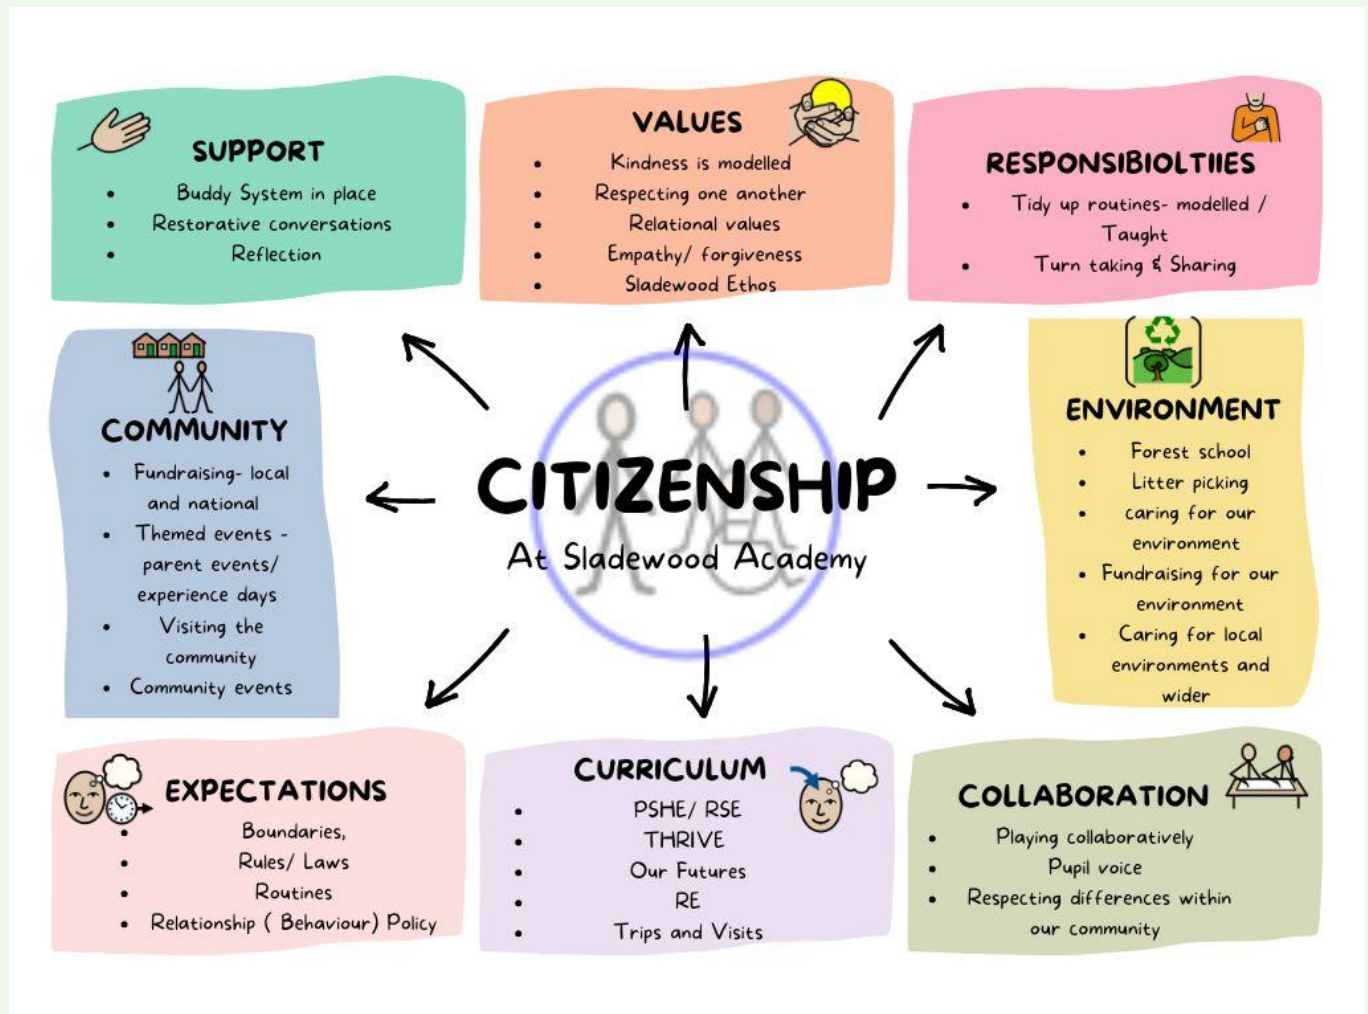 SUPPORT
• Buddy System in place
• Restorative conversations
• Reflection
VALUES
• Kindness is modelled
• Respecting one another
• Relational values
• Empathy/ forgiveness
• Sladewood Ethos
RESPONSIBIOLTIIES
• Tidy up routines- modelled /
Taught
• Turn taking & Sharing
COMMUNITY
• Fundraising- local
and national
• Themed events -
parent events/
experience days
• Visiting the
community
• Community events
CITIZENSHIP
At Sladewood Academy
ENVIRONMENT
• Forest school
• Litter picking
• caring for our
environment
• Fundraising for our
environment
• Caring for local
environments and
wider
EXPECTATIONS
• Boundaries,
• Rules/ Laws
• Routines
• Relationship ( Behaviour) Policy
CURRICULUM
• PSHE/ RSE
• THRIVE
• Our Futures
• RE
• Trips and Visits
COLLABORATION
• Playing collaboratively
• Pupil voice
• Respecting differences within
our community